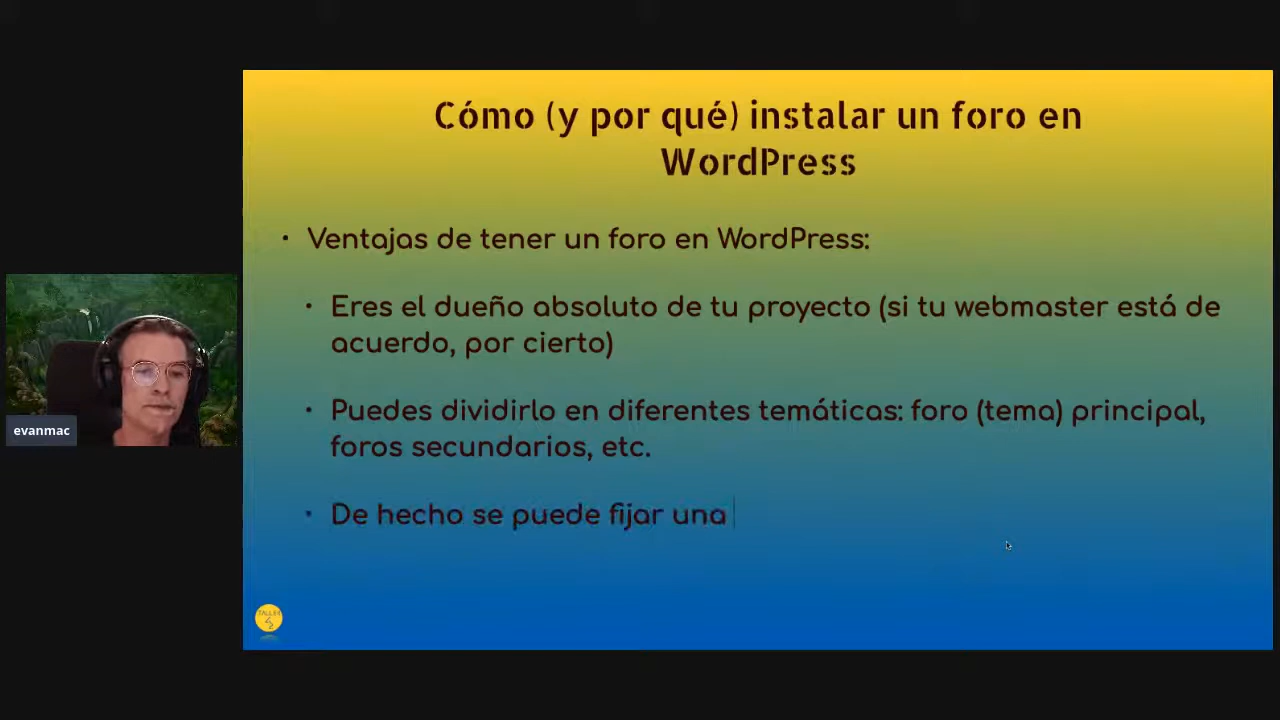 Cómo (y por qué) instalar un foro en
WordPress
• Ventajas de tener un foro en WordPress:
• Eres el dueño absoluto de tu proyecto (si tu webmaster está de
acuerdo, por cierto)
• Puedes dividirlo en diferentes temáticas: foro (tema) principal,
foros secundarios, etc.
• De hecho se puede fijar una
evanmac
TALLER